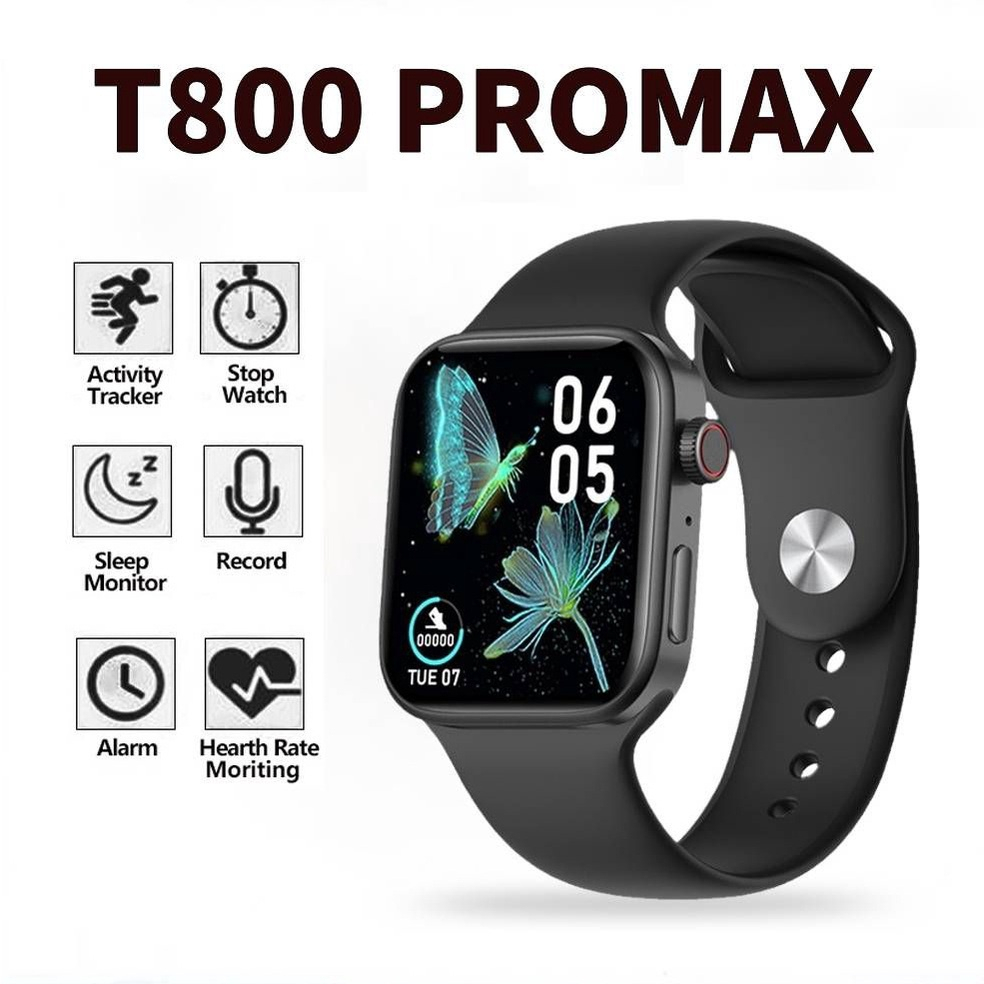 T800 PROMAX
Activity
Tracker
Stop
Watch
Sleep
Monitor
Record
Alarm
Hearth Rate
Moriting
06
05
00000
TUE 07